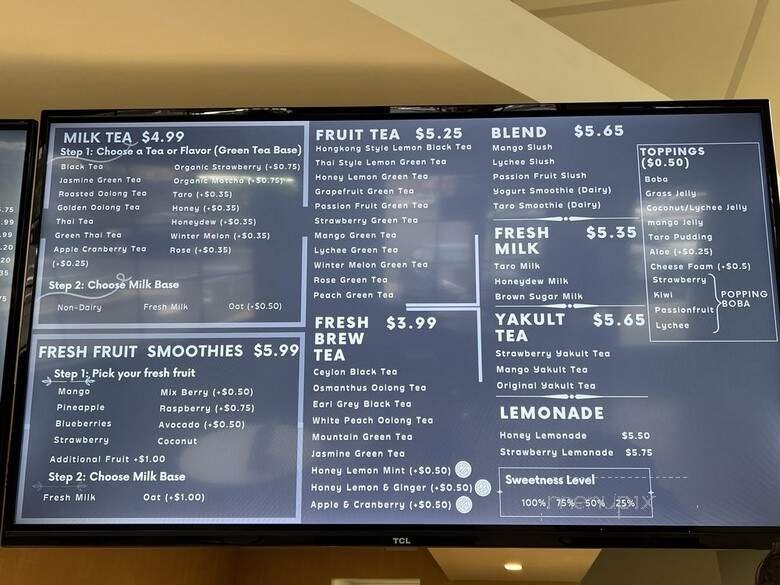 MILK TEA $4.99
Step 1: Choose a Tea or Flavor (Green Tea Base)
Black Tea
Jasmine Green Tea
Roasted Oolong Tea
Golden Oolong Tea
Thai Tea
Green Thai Tea
Apple Cranberry Tea
(+$0.25)
Organic Strawberry (+$0.75)
Organic Matcha (+$0.75)
Taro (+$0.35)
Honey (+$0.35)
Honeydew (+$0.35)
Winter Melon (+$0.35)
Rose (+$0.35)
Step 2: Choose Milk Base
Non-Dairy Fresh Milk Oat (+$0.50)
FRESH FRUIT SMOOTHIES $5.99
Step 1: Pick your fresh fruit
Mango
Pineapple
Blueberries
Strawberry
Mix Berry (+$0.50)
Raspberry (+$0.75)
Avocado (+$0.50)
Coconut
Additional Fruit +$1.00
Step 2: Choose Milk Base
Fresh Milk Oat (+$1.00)
FRUIT TEA $5.25
Hongkong Style Lemon Black Tea
Thai Style Lemon Green Tea
Honey Lemon Green Tea
Grapefruit Green Tea
Passion Fruit Green Tea
Strawberry Green Tea
Mango Green Tea
Lychee Green Tea
Winter Melon Green Tea
Rose Green Tea
Peach Green Tea
FRESH $3.99
BREW
TEA
Ceylon Black Tea
Osmanthus Oolong Tea
Earl Grey Black Tea
White Peach Oolong Tea
Mountain Green Tea
Jasmine Green Tea
Honey Lemon Mint (+$0.50)
Honey Lemon & Ginger (+$0.50)
Apple & Cranberry (+$0.50)
BLEND $5.65
Mango Slush
Lychee Slush
Passion Fruit Slush
Yogurt Smoothie (Dairy)
Taro Smoothie (Dairy)
FRESH $5.35
MILK
Taro Milk
Honeydew Milk
Brown Sugar Milk
YAKULT $5.65
TEA
Strawberry Yakult Tea
Mango Yakult Tea
Original Yakult Tea
LEMONADE
Honey Lemonade $5.50
Strawberry Lemonade $5.75
Sweetness Level
100% 75% 50% 25%
TOPPINGS
($0.50)
Boba
Grass Jelly
Coconut/Lychee Jelly
mango Jelly
Taro Pudding
Aloe (+$0.25)
Cheese Foam (+$0.5)
Strawberry
Kiwi
Passionfruit
Lychee
POPPING
BOBA
menupix
TCL
.75
.99
.99
.20
.20
.35
75